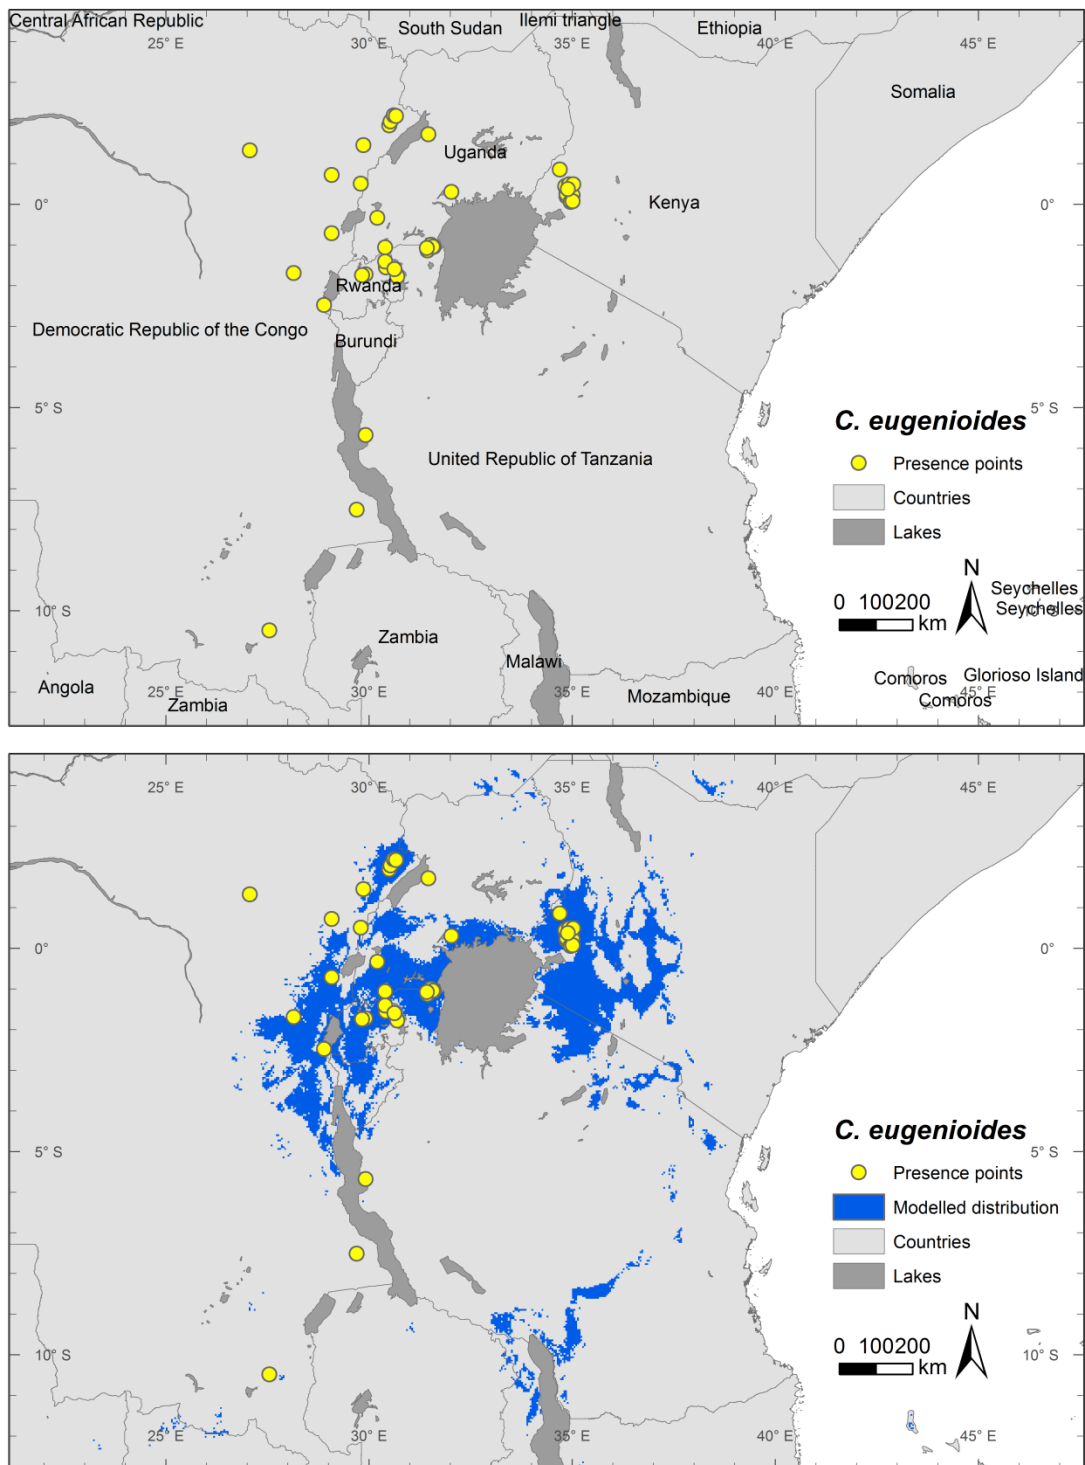 Central African Republic
South Sudan
Ilemi triangle
Ethiopia
25° E
30° E
35° E
40° E
45° E
Somalia
Uganda
0°
Kenya
0°
Rwanda
Democratic Republic of the Congo
Burundi
5° S
5° S
C. eugenioides
United Republic of Tanzania
Presence points
Countries
Lakes
N
Seychelles
0 100200
Seychelles
10° S
km
Zambia
Malawi
Comoros
Glorioso Island
Angola
25° E
30° E
35° E
Mozambique
40° E
45° E
Zambia
Comoros
25° E
30° E
35° E
40° E
45° E
0°
0°
C. eugenioides
5° S
5° S
Presence points
Modelled distribution
Countries
Lakes
N
0 100200
10° S
km
10° S
25° E
30° E
35° E
40° E
45° E